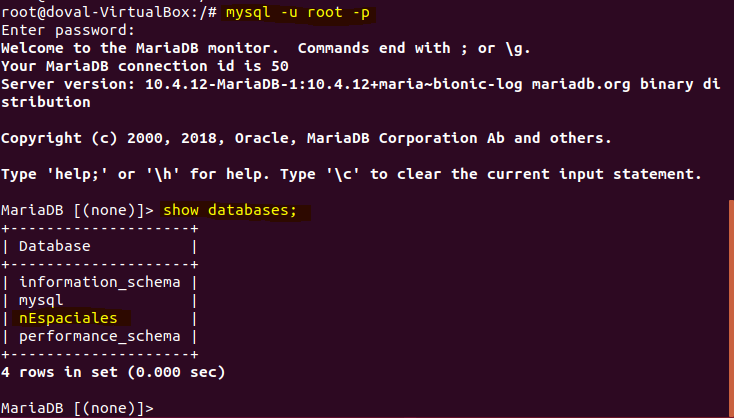 root@doval-VirtualBox:/# mysql -u root -p
Enter password:
Welcome to the MariaDB monitor.  Commands end with ; or \g.
Your MariaDB connection id is 50
Server version: 10.4.12-MariaDB-1:10.4.12+maria~bionic-log mariadb.org binary di
stribution

Copyright (c) 2000, 2018, Oracle, MariaDB Corporation Ab and others.

Type 'help;' or '\h' for help. Type '\c' to clear the current input statement.

MariaDB [(none)]> show databases;
+--------------------+
| Database           |
+--------------------+
| information_schema |
| mysql              |
| nEspaciales        |
| performance_schema |
+--------------------+
4 rows in set (0.000 sec)

MariaDB [(none)]>